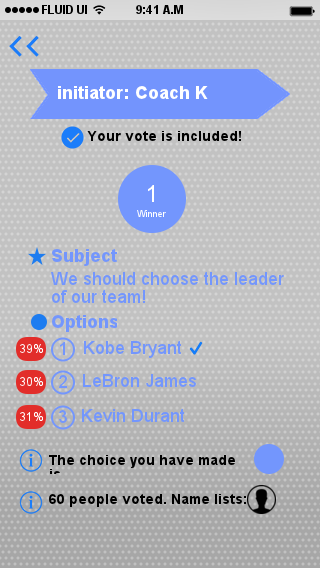 FLUID UI 9:41 A.M
initiator: Coach K
Your vote is included!
1
Winner
Subject
We should choose the leader
of our team!
Options
39% 1 Kobe Bryant
30% 2 LeBron James
31% 3 Kevin Durant
The choice you have made
60 people voted. Name lists: